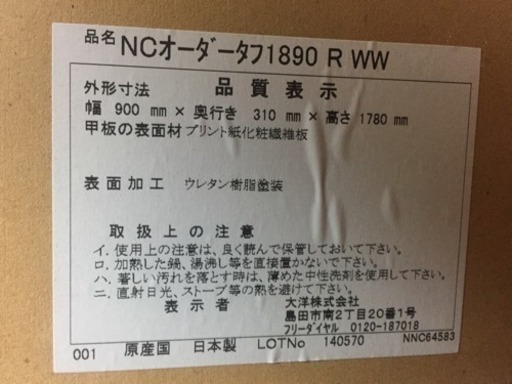 品名 NCオーダータフ1890 R WW
品質表示
外形寸法
幅 900 mm × 奥行き 310 mm × 高さ 1780 mm
甲板の表面材 プリント紙化粧繊維板
表面加工 ウレタン樹脂塗装
取扱上の注意
イ. 使用上の注意は、良く読んで保管しておいて下さい。
ロ. 加熱した鍋、湯沸し等を直接置かないで下さい。
ハ. 著しい汚れを落とす時は、薄めた中性洗剤を使用して下さい。
ニ. 直射日光、ストーブ等の熱を避けて下さい。
表示者 大洋株式会社
島田市南2丁目20番1号
フリーダイヤル 0120-187018
001 原産国 日本製 LOTNo 140570 NNC64583